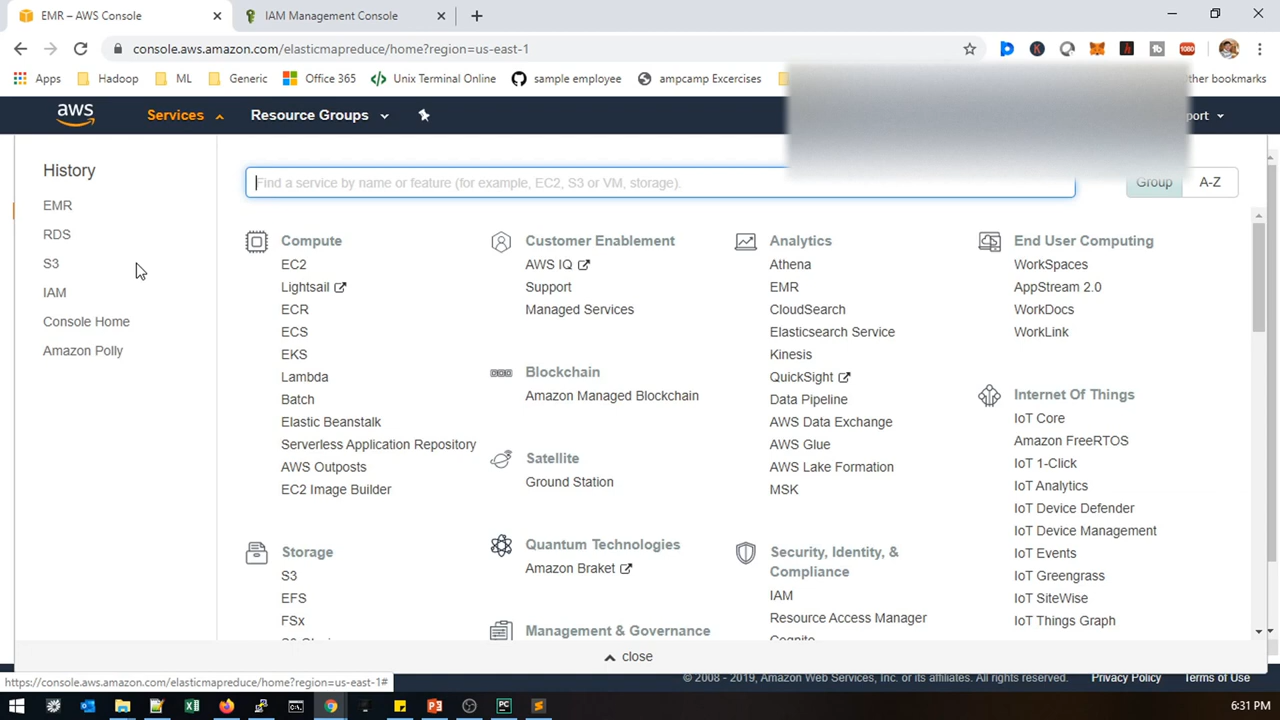 EMR – AWS Console
IAM Management Console
console.aws.amazon.com/elasticmapreduce/home?region=us-east-1
1080
Apps
Hadoop
ML
Generic
Office 365
Unix Terminal Online
sample employee
ampcamp Excercises
ther bookmarks
aws
Services
Resource Groups
port
History
EMR
RDS
S3
IAM
Console Home
Amazon Polly
Find a service by name or feature (for example, EC2, S3 or VM, storage).
Group
A-Z
Compute
EC2
Lightsail
ECR
ECS
EKS
Lambda
Batch
Elastic Beanstalk
Serverless Application Repository
AWS Outposts
EC2 Image Builder
Storage
S3
EFS
FSx
Customer Enablement
AWS IQ
Support
Managed Services
Blockchain
Amazon Managed Blockchain
Satellite
Ground Station
Quantum Technologies
Amazon Braket
Management & Governance
Analytics
Athena
EMR
CloudSearch
Elasticsearch Service
Kinesis
QuickSight
Data Pipeline
AWS Data Exchange
AWS Glue
AWS Lake Formation
MSK
Security, Identity, &
Compliance
IAM
Resource Access Manager
Cognito
End User Computing
WorkSpaces
AppStream 2.0
WorkDocs
WorkLink
Internet Of Things
IoT Core
Amazon FreeRTOS
IoT 1-Click
IoT Analytics
IoT Device Defender
IoT Device Management
IoT Events
IoT Greengrass
IoT SiteWise
IoT Things Graph
close
https://console.aws.amazon.com/elasticmapreduce/home?region=us-east-1#
© 2008 - 2019, Amazon Web Services, Inc. or its affiliates. All rights reserved.
Privacy Policy
Terms of Use
6:31 PM